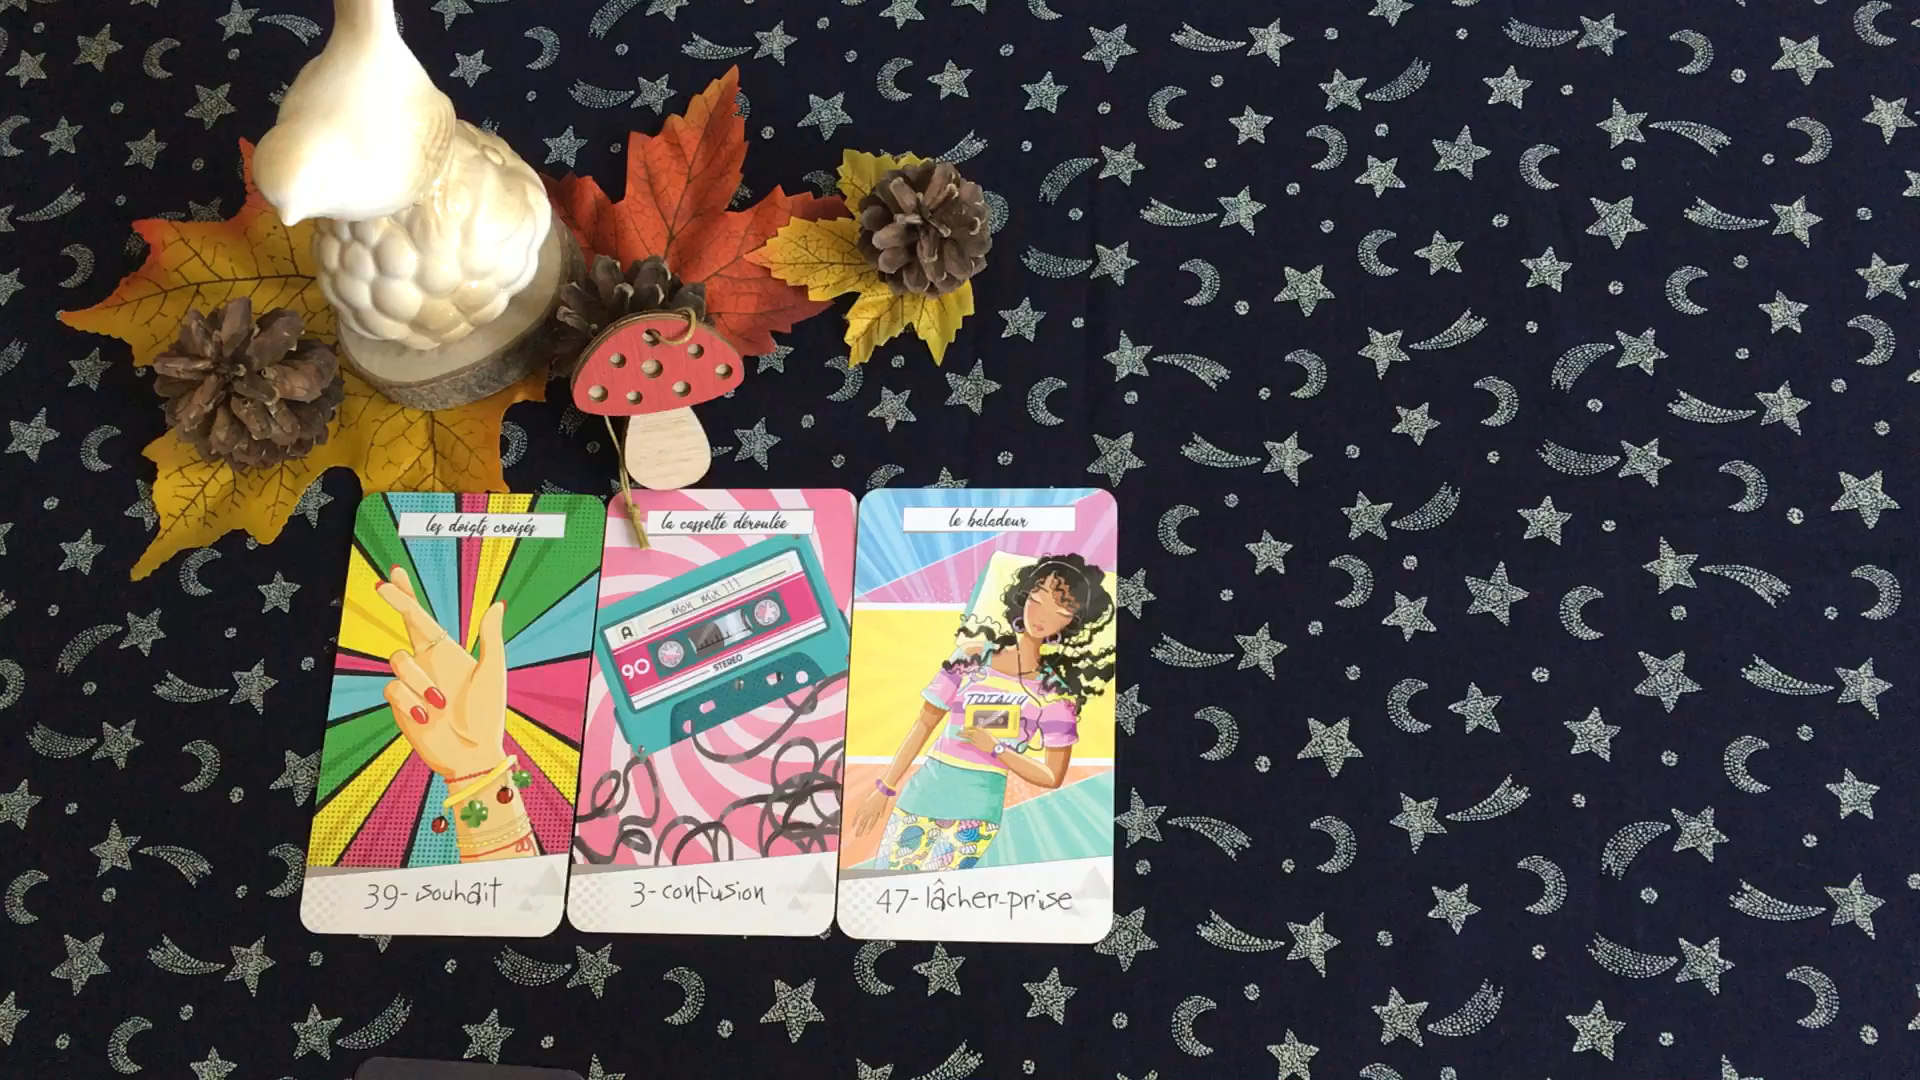 les doigts croisés
la cassette déroulée
le baladeur
A
mon mix !!!
90
STEREO
TOTALLY
39-souhait
3-confusion
47-lâcher-prise